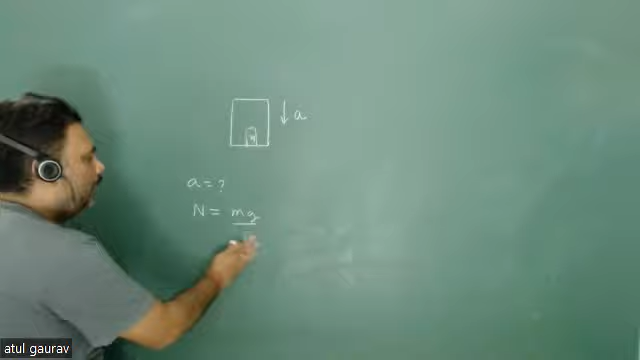 m
↓ a
a = ?
N = mg
atul gaurav